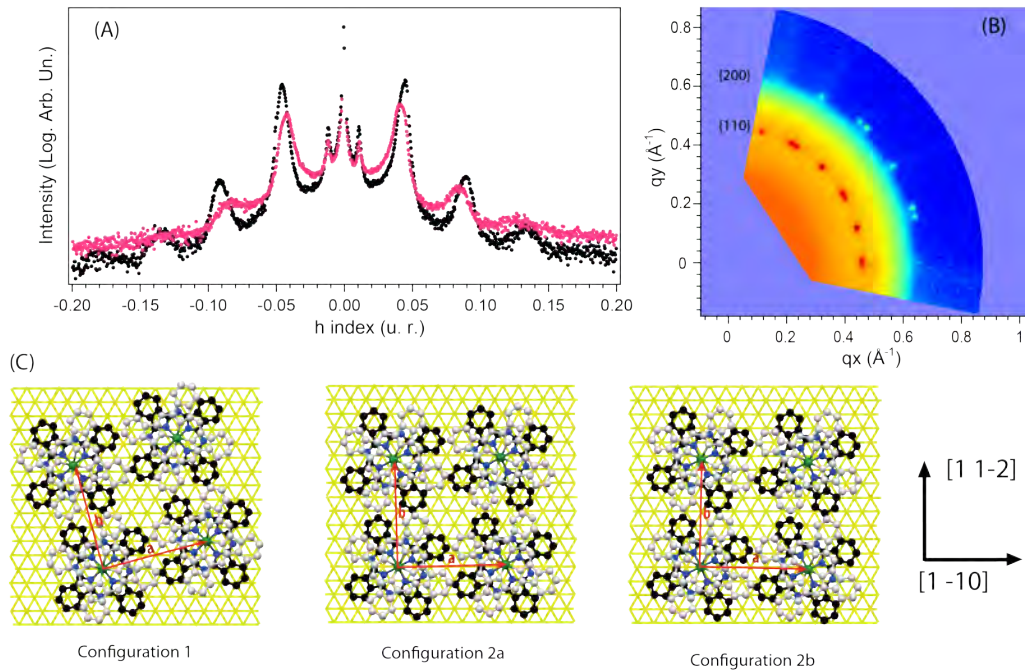 (A)
Intensity (Log. Arb. Un.)
-0.20 -0.15 -0.10 -0.05 0.00 0.05 0.10 0.15 0.20
h index (u. r.)
(B)
{200}
{110}
qy (Å⁻¹)
0.8
0.6
0.4
0.2
0
0 0.2 0.4 0.6 0.8 1
qx (Å⁻¹)
(C)
b
a
Configuration 1
b
a
Configuration 2a
b
a
Configuration 2b
[1 1-2]
[1 -10]